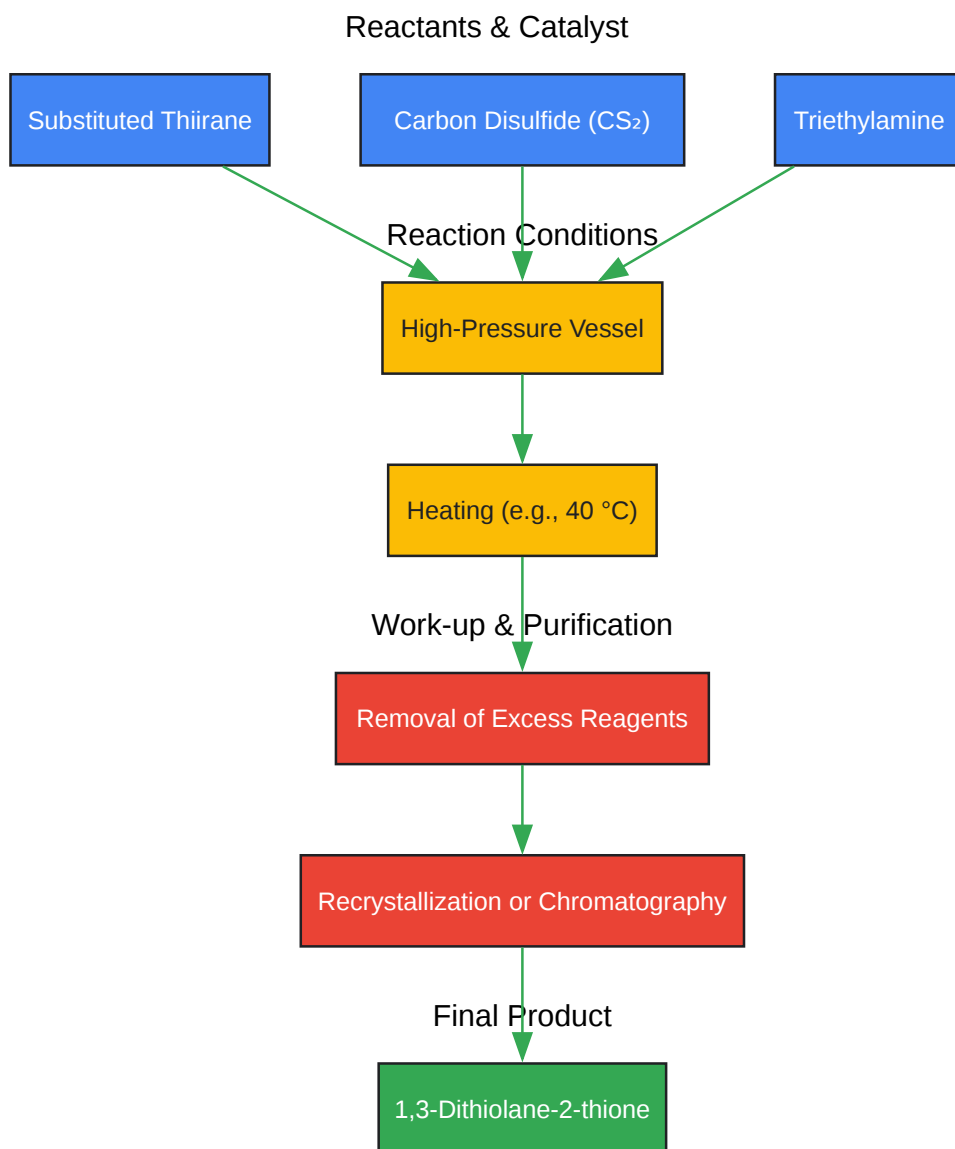 Reactants & Catalyst
Substituted Thiirane
Carbon Disulfide (CS₂)
Triethylamine
Reaction Conditions
High-Pressure Vessel
Heating (e.g., 40 °C)
Work-up & Purification
Removal of Excess Reagents
Recrystallization or Chromatography
Final Product
1,3-Dithiolane-2-thione